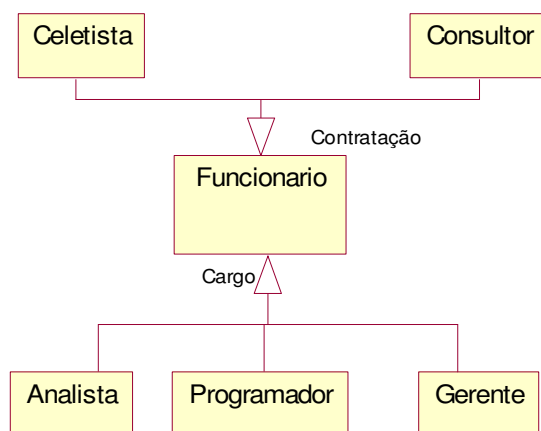 Celetista
Consultor
Contratação
Funcionario
Cargo
Analista
Programador
Gerente